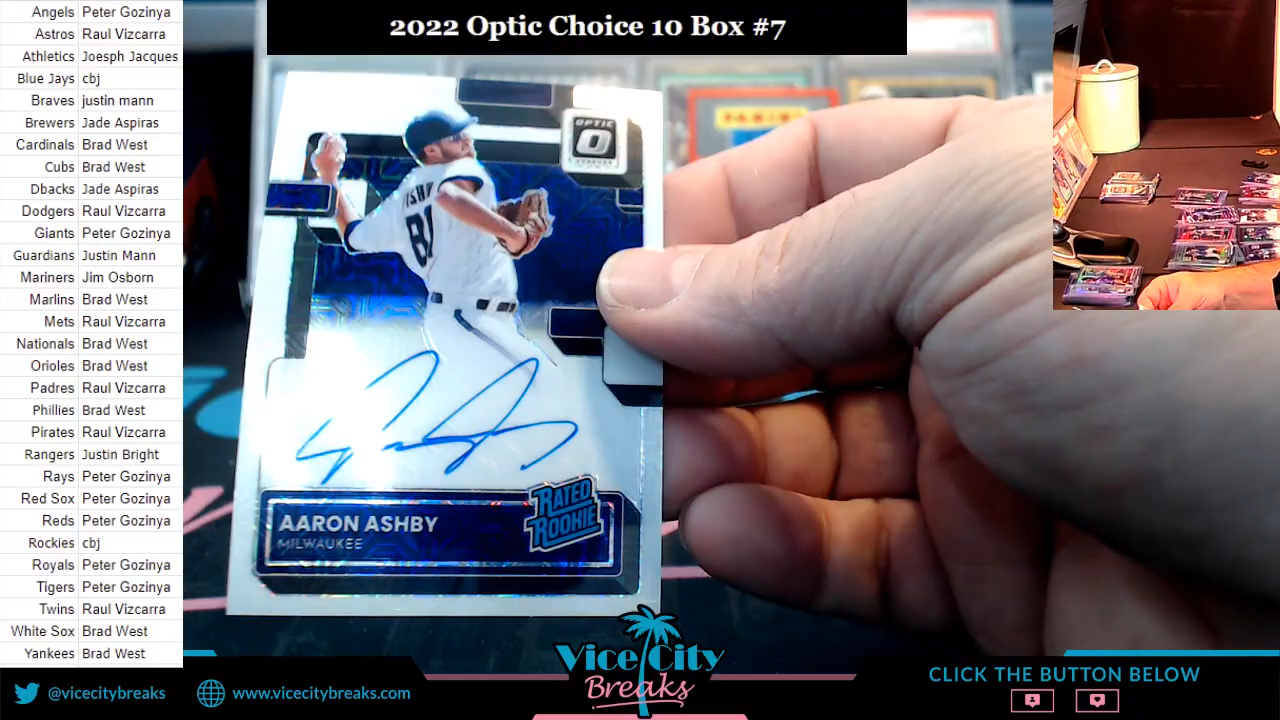 2022 Optic Choice 10 Box #7
Angels Peter Gozinya
Astros Raul Vizcarra
Athletics Joesph Jacques
Blue Jays cbj
Braves justin mann
Brewers Jade Aspiras
Cardinals Brad West
Cubs Brad West
Dbacks Jade Aspiras
Dodgers Raul Vizcarra
Giants Peter Gozinya
Guardians Justin Mann
Mariners Jim Osborn
Marlins Brad West
Mets Raul Vizcarra
Nationals Brad West
Orioles Brad West
Padres Raul Vizcarra
Phillies Brad West
Pirates Raul Vizcarra
Rangers Justin Bright
Rays Peter Gozinya
Red Sox Peter Gozinya
Reds Peter Gozinya
Rockies cbj
Royals Peter Gozinya
Tigers Peter Gozinya
Twins Raul Vizcarra
White Sox Brad West
Yankees Brad West
PANINI
OPTIC
RATED
ROOKIE
AARON ASHBY
MILWAUKEE
Vice City
Breaks
@vicecitybreaks
www.vicecitybreaks.com
CLICK THE BUTTON BELOW